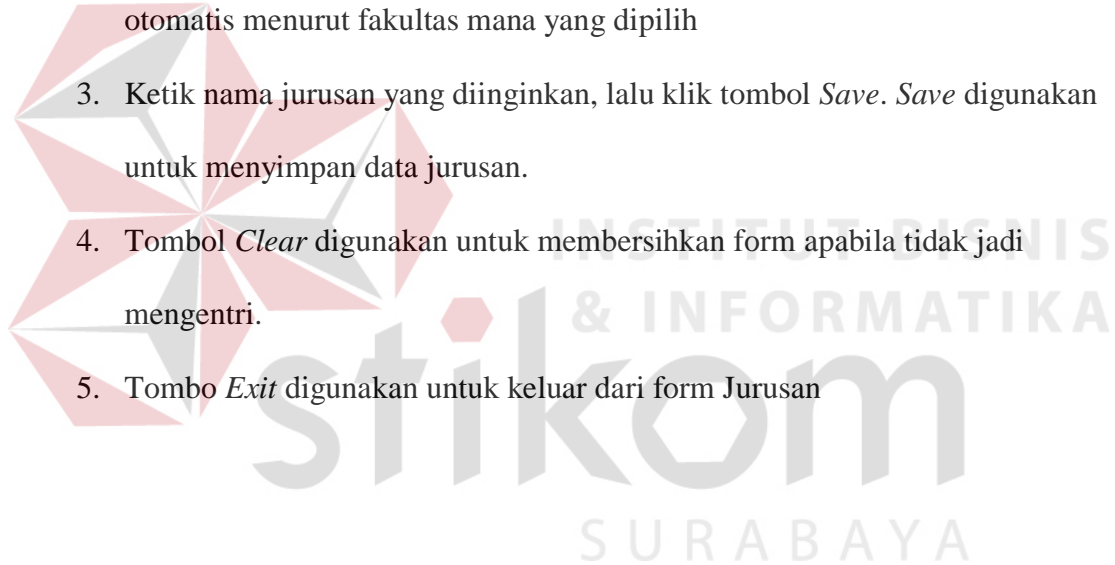 otomatis menurut fakultas mana yang dipilih
3. Ketik nama jurusan yang diinginkan, lalu klik tombol Save. Save digunakan
untuk menyimpan data jurusan.
4. Tombol Clear digunakan untuk membersihkan form apabila tidak jadi
mengentri.
5. Tombo Exit digunakan untuk keluar dari form Jurusan
INSTITUT BISNIS
& INFORMATIKA
stikom
SURABAYA